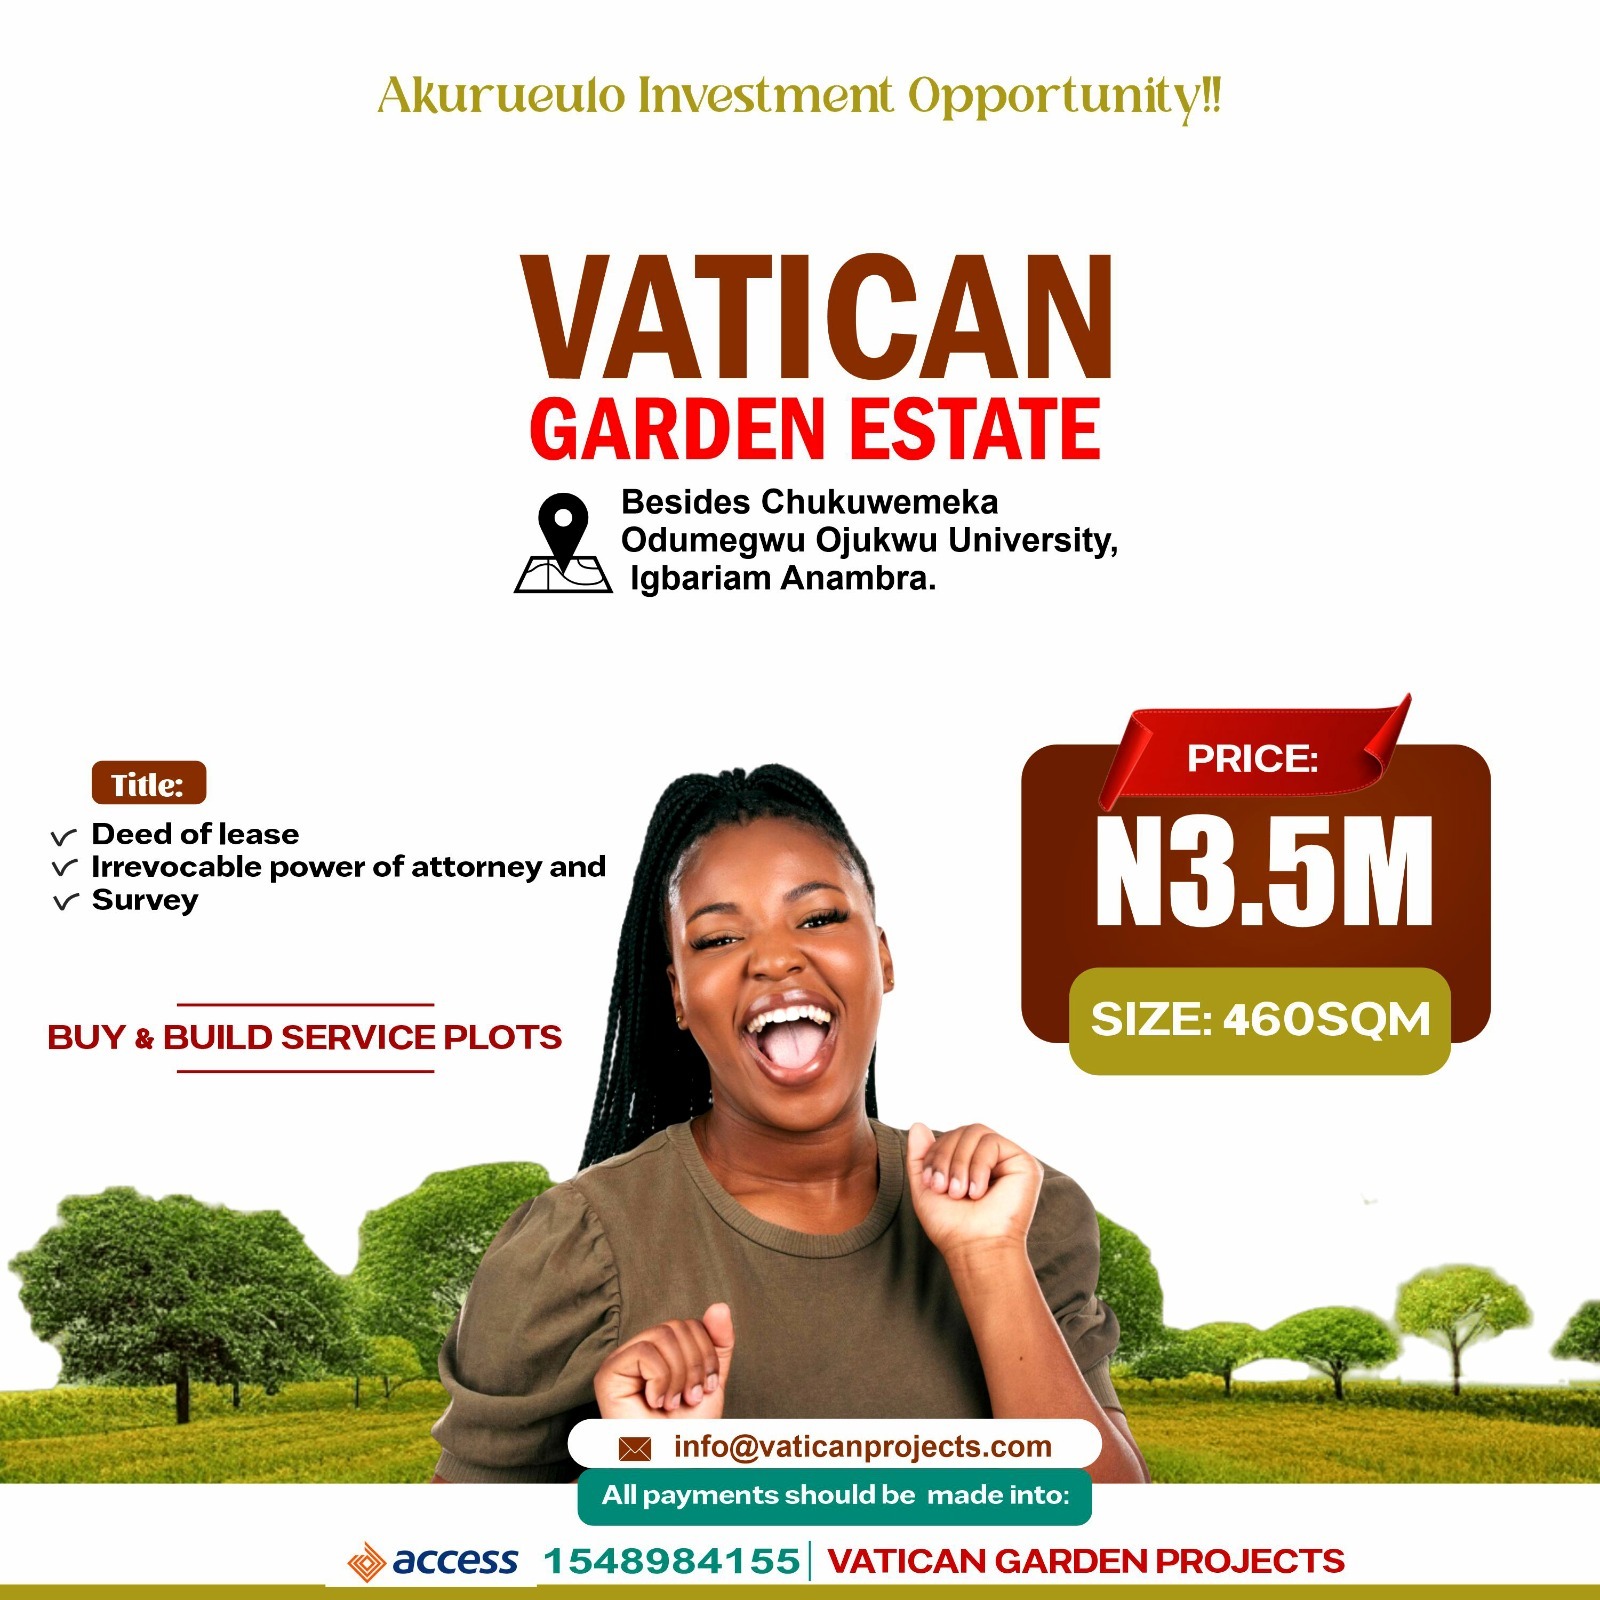 Akurueulo Investment Opportunity!!
VATICAN
GARDEN ESTATE
Besides Chukuwemeka
Odumegwu Ojukwu University,
Igbariam Anambra.
Title:
Deed of lease
Irrevocable power of attorney and
Survey
BUY & BUILD SERVICE PLOTS
PRICE:
N3.5M
SIZE: 460SQM
info@vaticanprojects.com
All payments should be made into:
access 1548984155 VATICAN GARDEN PROJECTS